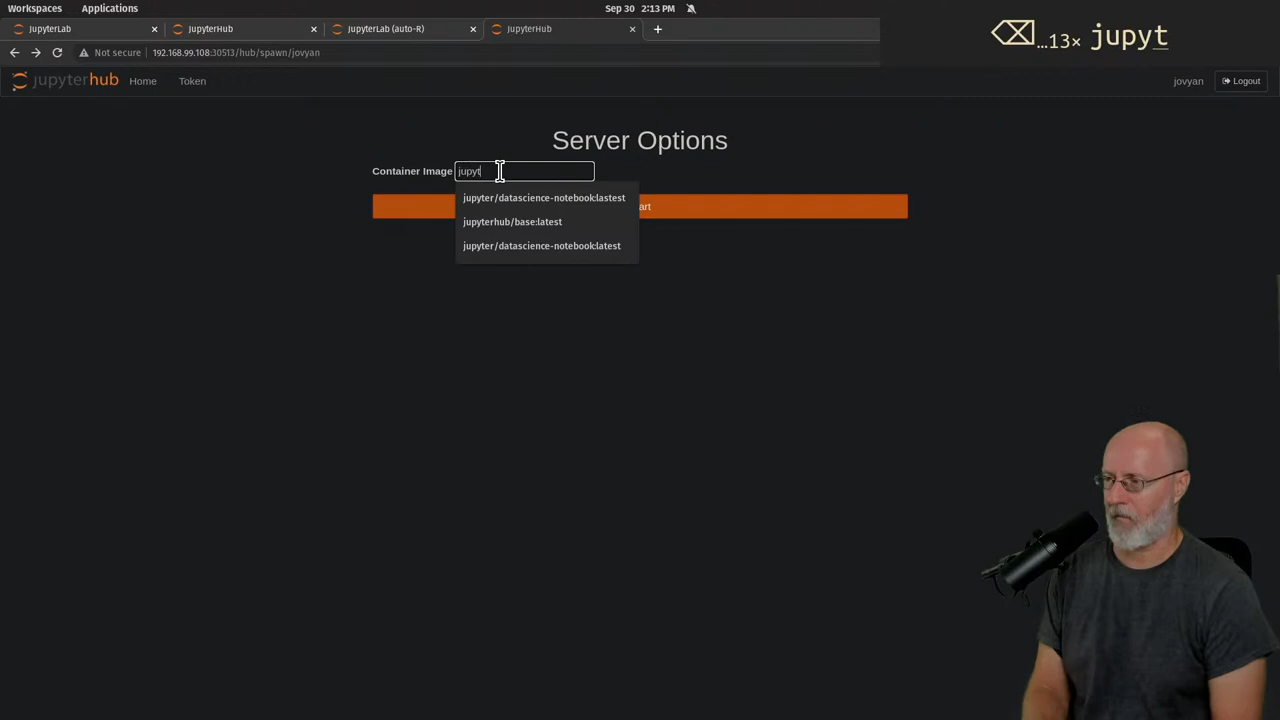 Workspaces Applications Sep 30 2:13 PM
JupyterLab JupyterHub JupyterLab (auto-R) JupyterHub
Not secure 192.168.99.108:30513/hub/spawn/jovyan
…13× jupyt
jupyterhub Home Token jovyan Logout
Server Options
Container Image jupyt
jupyter/datascience-notebook:lastest
art
jupyterhub/base:latest
jupyter/datascience-notebook:latest